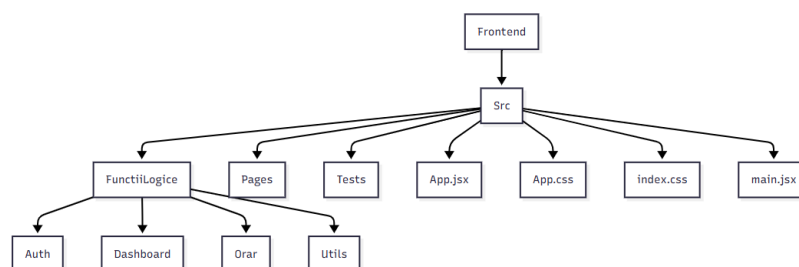 Frontend
Src
FunctiiLogice
Pages
Tests
App.jsx
App.css
index.css
main.jsx
Auth
Dashboard
Orar
Utils